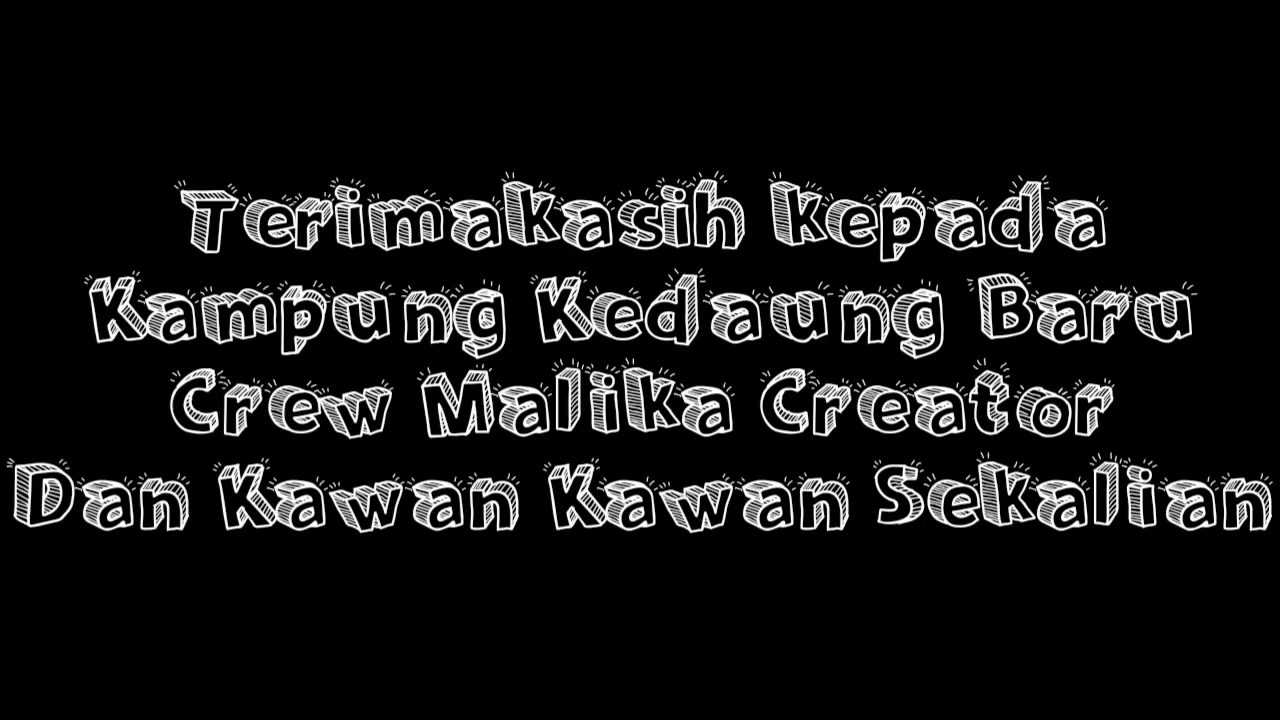 Terimakasih kepada
Kampung Kedaung Baru
Crew Malika Creator
Dan Kawan Kawan Sekalian